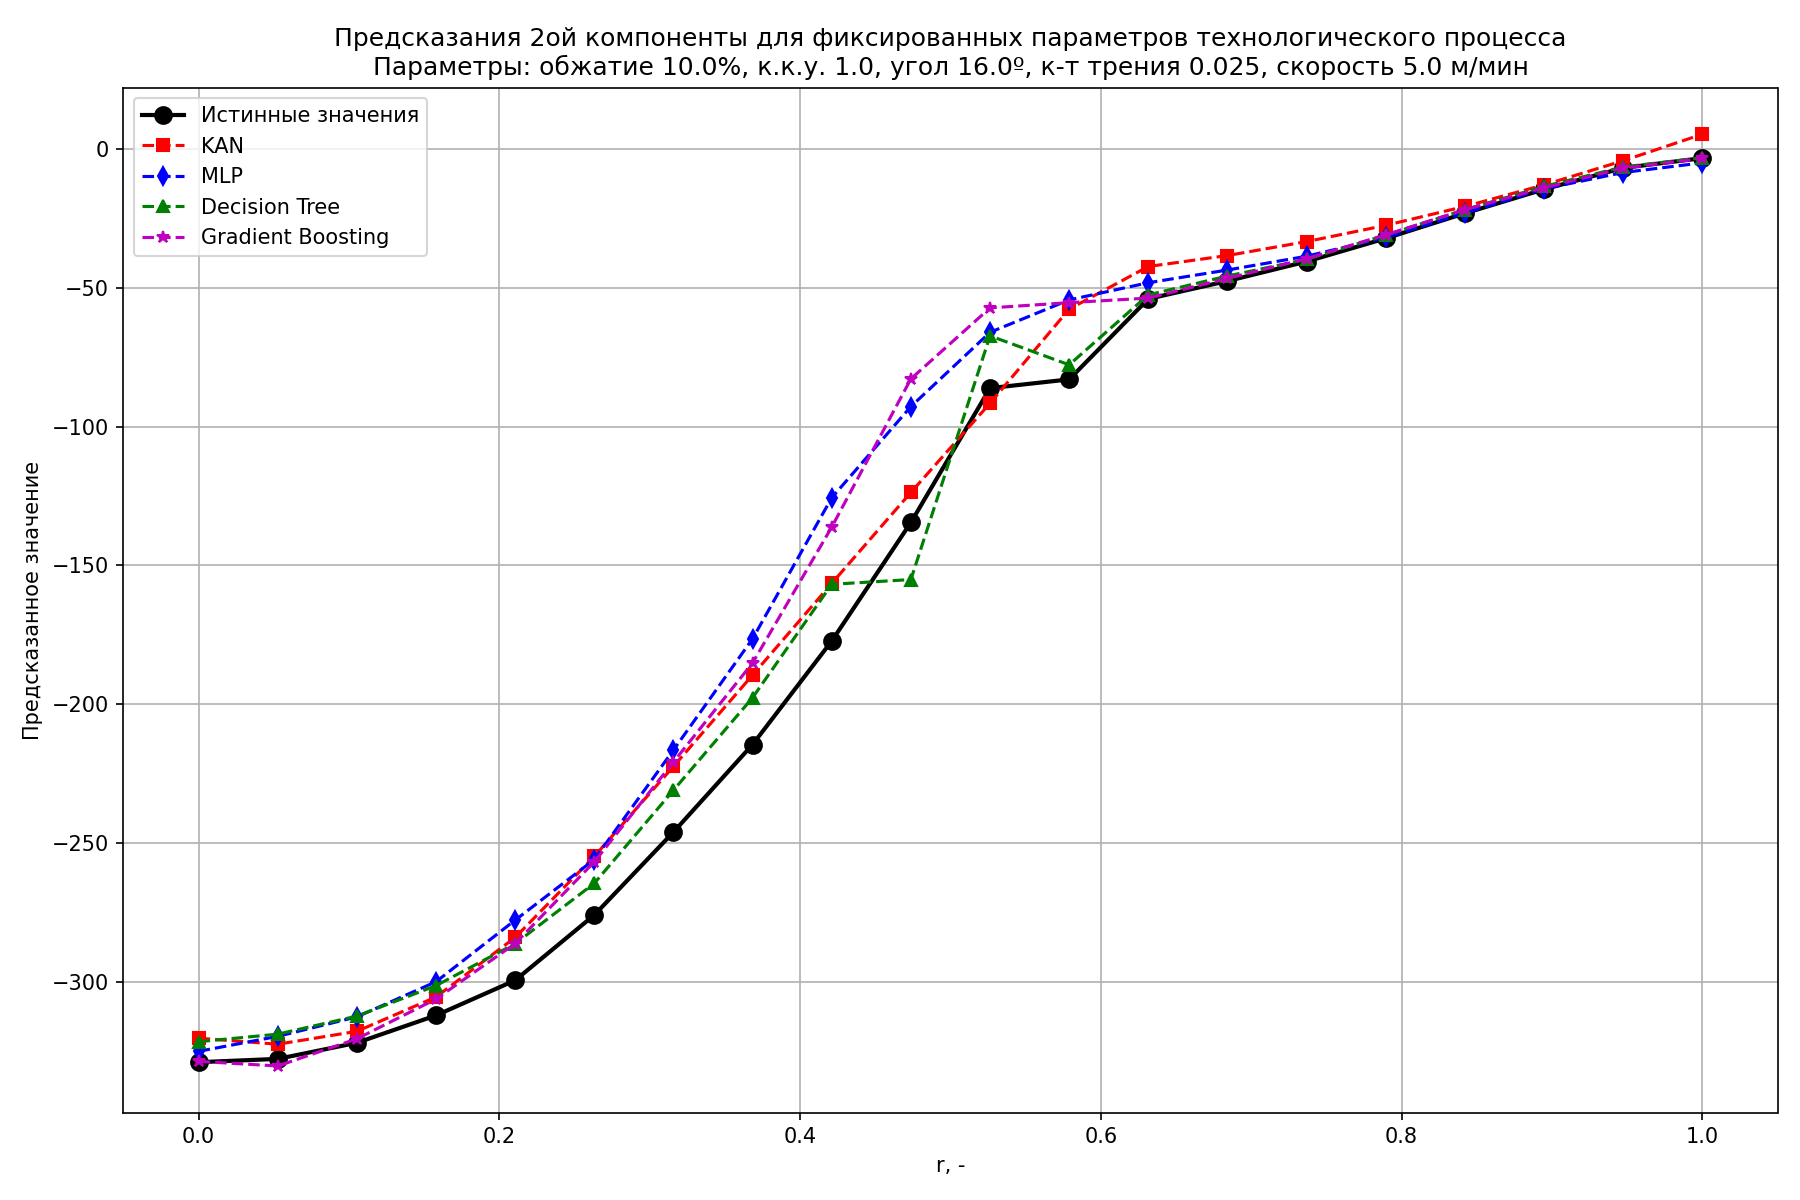 Предсказания 2ой компоненты для фиксированных параметров технологического процесса
Параметры: обжатие 10.0%, к.к.у. 1.0, угол 16.0º, к-т трения 0.025, скорость 5.0 м/мин
Истинные значения
KAN
MLP
Decision Tree
Gradient Boosting
Предсказанное значение
0
−50
−100
−150
−200
−250
−300
0.0 0.2 0.4 0.6 0.8 1.0
r, -